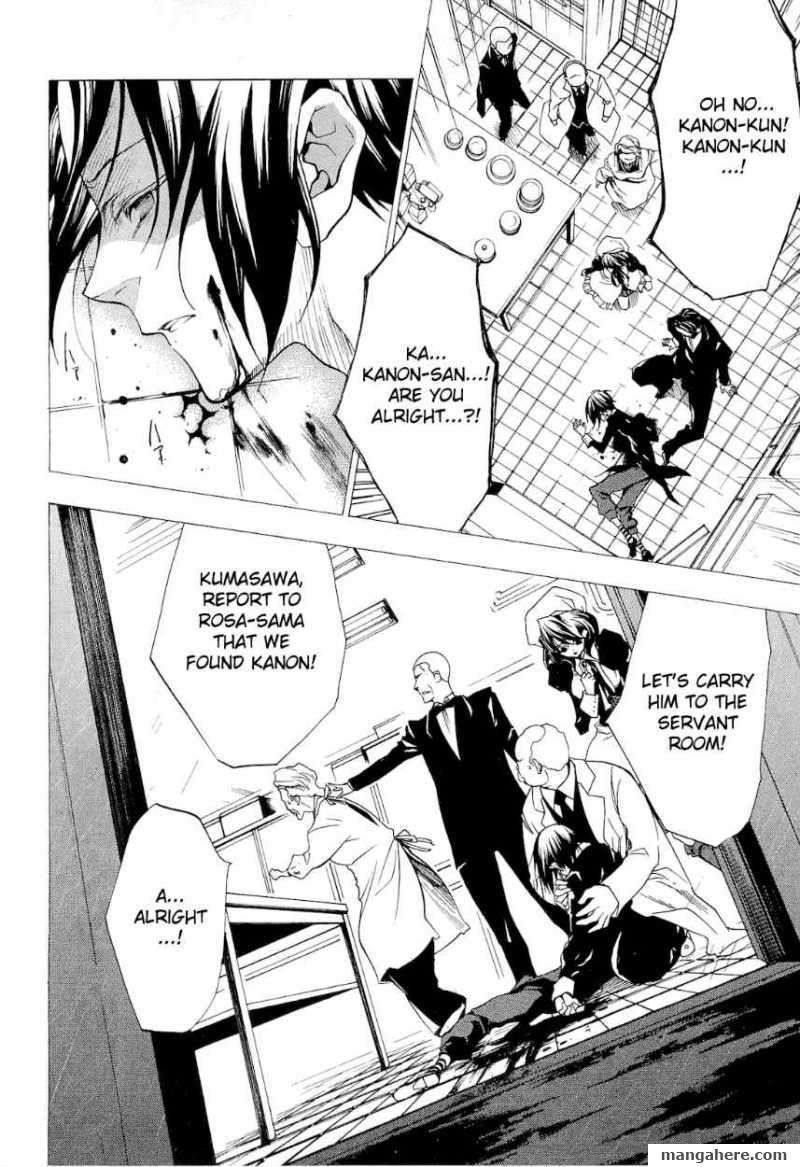 OH NO...
KANON-KUN!
KANON-KUN
...!
KA...
KANON-SAN...!
ARE YOU
ALRIGHT...?!
LET'S CARRY
HIM TO THE
SERVANT
ROOM!
KUMASAWA,
REPORT TO
ROSA-SAMA
THAT WE
FOUND KANON!
A...
ALRIGHT
...!
mangahere.com